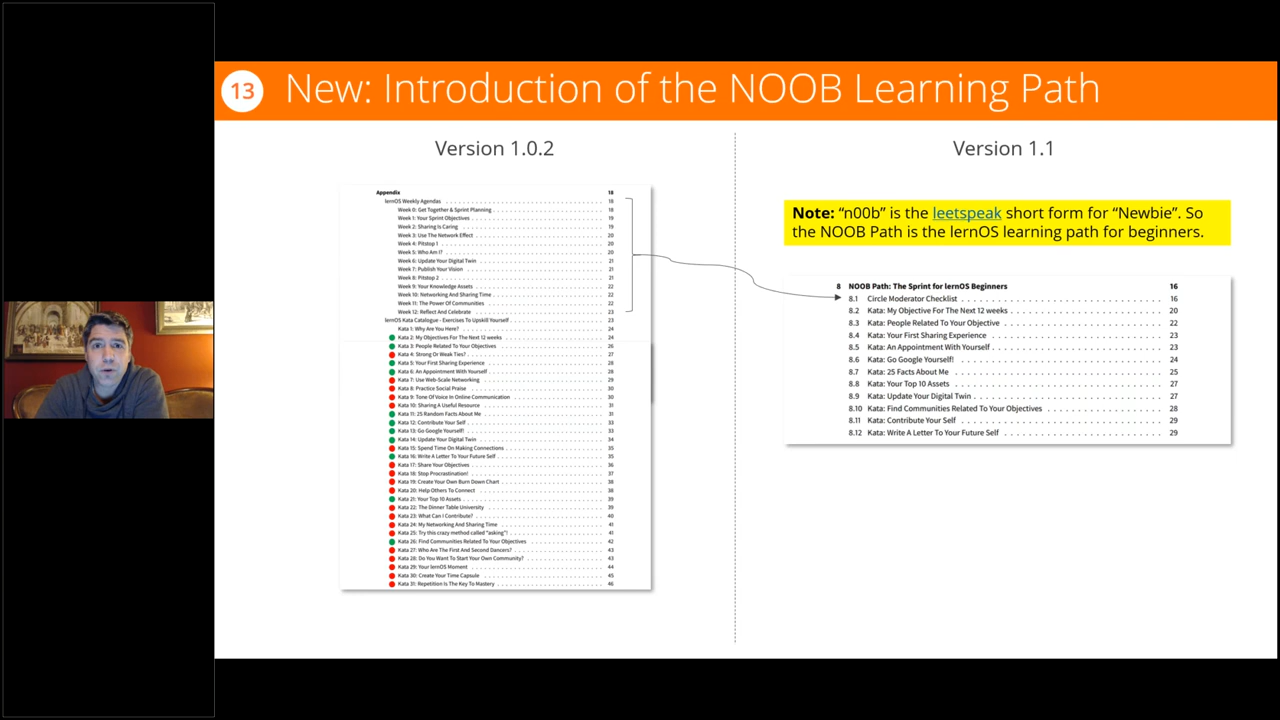 13 New: Introduction of the NOOB Learning Path
Version 1.0.2
Appendix 18
lernOS Weekly Agendas 18
Week 0: Get Together & Sprint Planning 18
Week 1: Your Sprint Objectives 19
Week 2: Sharing is Caring 19
Week 3: Use The Network Effect 20
Week 4: Pitstop 1 20
Week 5: Who Am I? 20
Week 6: Update Your Digital Twin 21
Week 7: Publish Your Vision 21
Week 8: Pitstop 2 21
Week 9: Your Knowledge Assets 22
Week 10: Networking And Sharing Time 22
Week 11: The Power Of Communities 22
Week 12: Reflect And Celebrate 23
lernOS Kata Catalogue - Exercises To Upskill Yourself 23
Kata 1: Why Are You Here? 24
Kata 2: My Objectives For The Next 12 weeks 24
Kata 3: People Related To Your Objectives 26
Kata 4: Strong Or Weak Ties? 27
Kata 5: Your First Sharing Experience 28
Kata 6: An Appointment With Yourself 28
Kata 7: Use Web-Scale Networking 29
Kata 8: Practice Social Praise 30
Kata 9: Tone Of Voice In Online Communication 30
Kata 10: Sharing A Useful Resource 31
Kata 11: 25 Random Facts About Me 31
Kata 12: Contribute Your Self 33
Kata 13: Go Google Yourself! 33
Kata 14: Update Your Digital Twin 34
Kata 15: Spend Time On Making Connections 35
Kata 16: Write A Letter To Your Future Self 35
Kata 17: Share Your Objectives 36
Kata 18: Stop Procrastination! 37
Kata 19: Create Your Own Burn Down Chart 38
Kata 20: Help Others To Connect 38
Kata 21: Your Top 10 Assets 39
Kata 22: The Dinner Table University 39
Kata 23: What Can I Contribute? 40
Kata 24: My Networking And Sharing Time 41
Kata 25: Try this crazy method called "asking"! 41
Kata 26: Find Communities Related To Your Objectives 42
Kata 27: Who Are The First And Second Dancers? 43
Kata 28: Do You Want To Start Your Own Community? 43
Kata 29: Your lernOS Moment 44
Kata 30: Create Your Time Capsule 45
Kata 31: Repetition Is The Key To Mastery 46
Version 1.1
Note: "n00b" is the leetspeak short form for "Newbie". So
the NOOB Path is the lernOS learning path for beginners.
8 NOOB Path: The Sprint for lernOS Beginners 16
8.1 Circle Moderator Checklist 16
8.2 Kata: My Objective For The Next 12 weeks 20
8.3 Kata: People Related To Your Objective 22
8.4 Kata: Your First Sharing Experience 23
8.5 Kata: An Appointment With Yourself 23
8.6 Kata: Go Google Yourself! 24
8.7 Kata: 25 Facts About Me 25
8.8 Kata: Your Top 10 Assets 27
8.9 Kata: Update Your Digital Twin 27
8.10 Kata: Find Communities Related To Your Objectives 28
8.11 Kata: Contribute Your Self 29
8.12 Kata: Write A Letter To Your Future Self 29